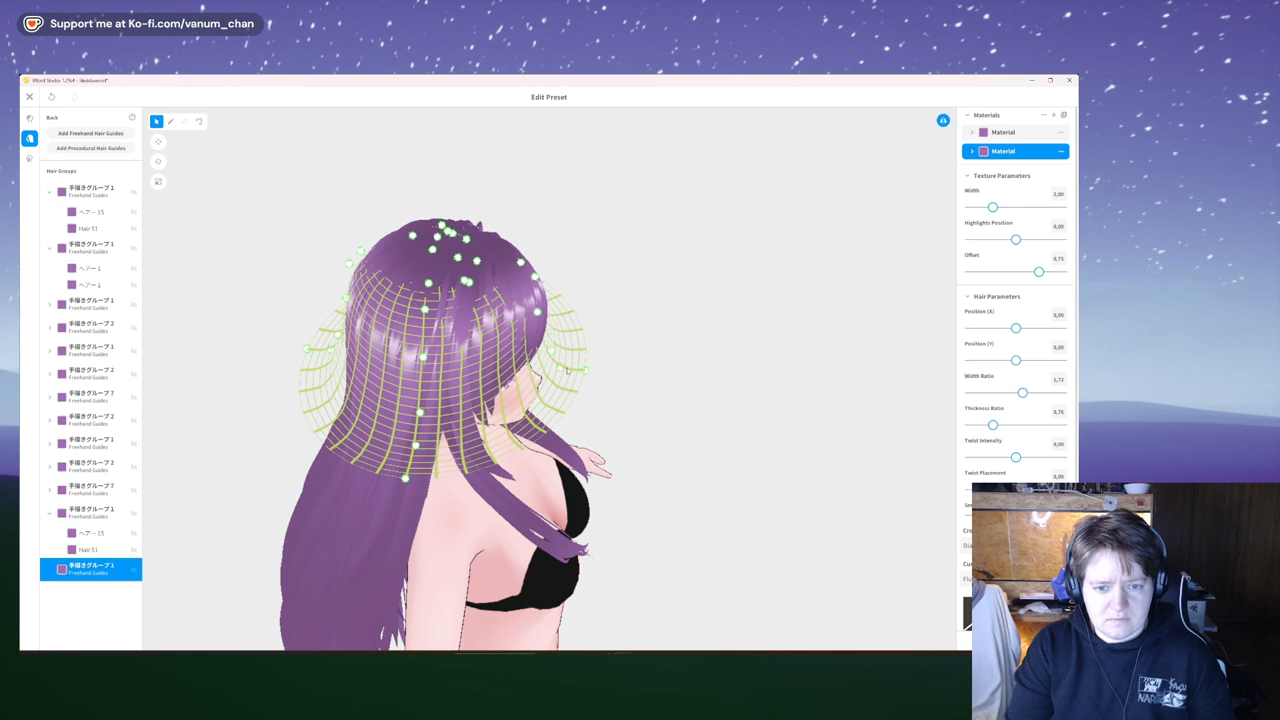 Support me at Ko-fi.com/vanum_chan
Edit Preset
Back
Add Freehand Hair Guides
Add Procedural Hair Guides
Hair Groups
手描きグループ 1
Freehand Guides
ヘアー 15
Hair 51
手描きグループ 1
Freehand Guides
ヘアー 1
ヘアー 1
手描きグループ 1
Freehand Guides
手描きグループ 2
Freehand Guides
手描きグループ 1
Freehand Guides
手描きグループ 2
Freehand Guides
手描きグループ 7
Freehand Guides
手描きグループ 2
Freehand Guides
手描きグループ 1
Freehand Guides
手描きグループ 2
Freehand Guides
手描きグループ 7
Freehand Guides
手描きグループ 1
Freehand Guides
ヘアー 15
Hair 51
手描きグループ 1
Freehand Guides
Materials
Material
Material
Texture Parameters
Width
2,00
Highlights Position
0,00
Offset
0,75
Hair Parameters
Position (X)
0,00
Position (Y)
0,00
Width Ratio
1,72
Thickness Ratio
0,76
Twist Intensity
0,00
Twist Placement
0,00